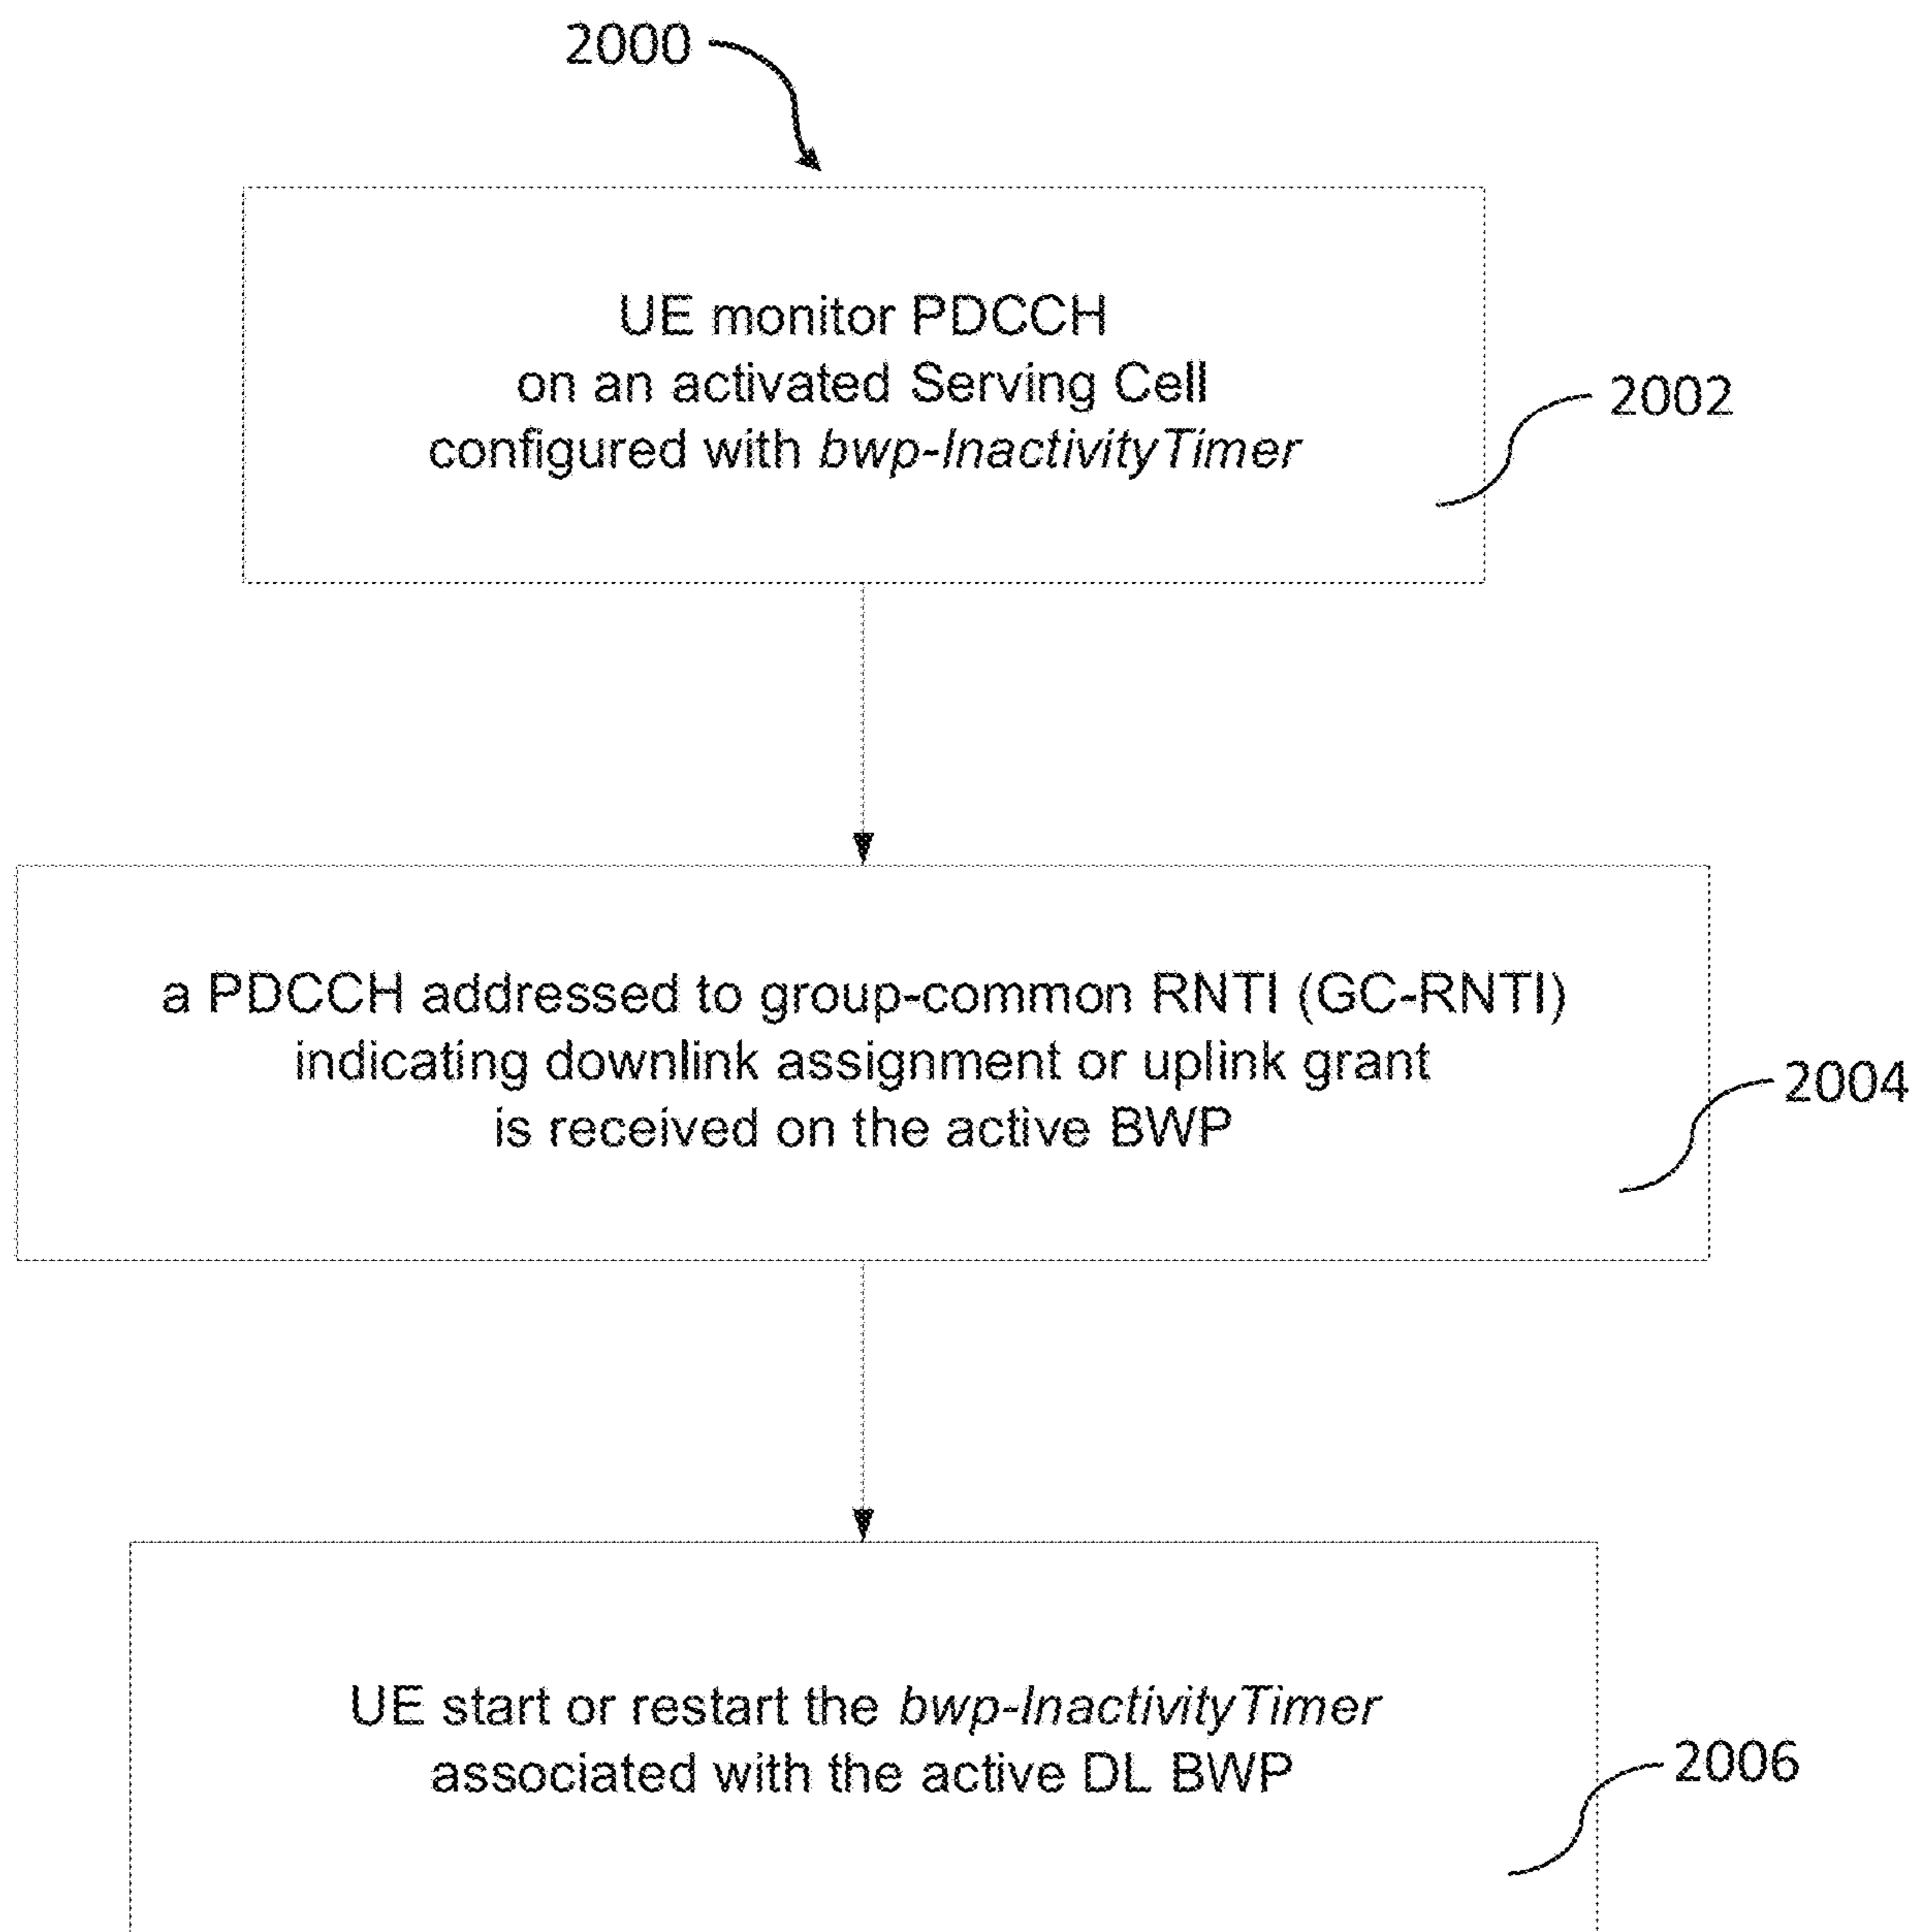 2000
UE monitor PDCCH
on an activated Serving Cell
configured with bwp-InactivityTimer
2002
a PDCCH addressed to group-common RNTI (GC-RNTI)
indicating downlink assignment or uplink grant
is received on the active BWP
2004
UE start or restart the bwp-InactivityTimer
associated with the active DL BWP
2006